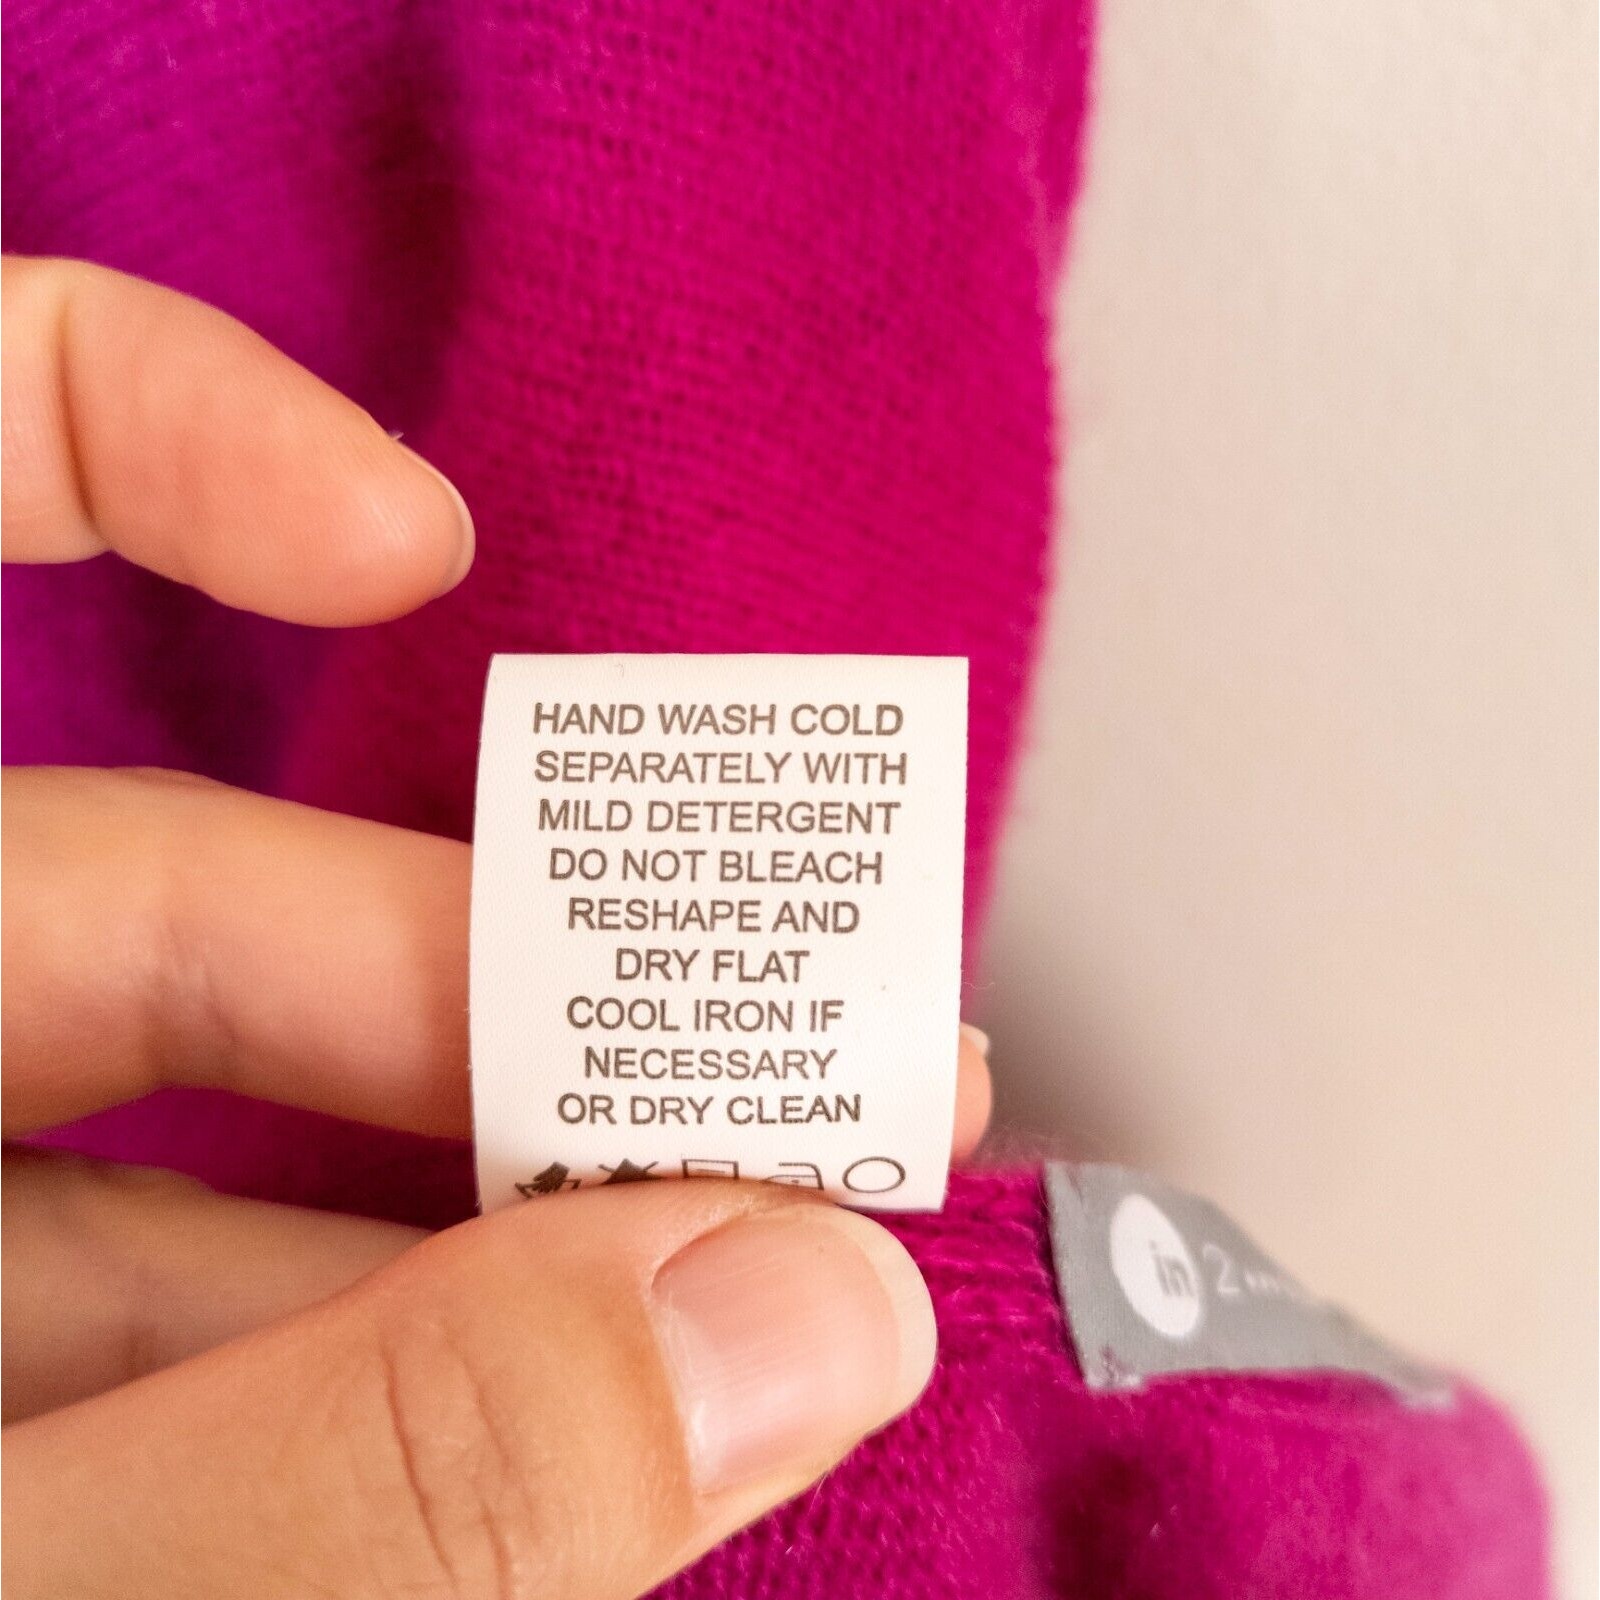 HAND WASH COLD
SEPARATELY WITH
MILD DETERGENT
DO NOT BLEACH
RESHAPE AND
DRY FLAT
COOL IRON IF
NECESSARY
OR DRY CLEAN
in 2